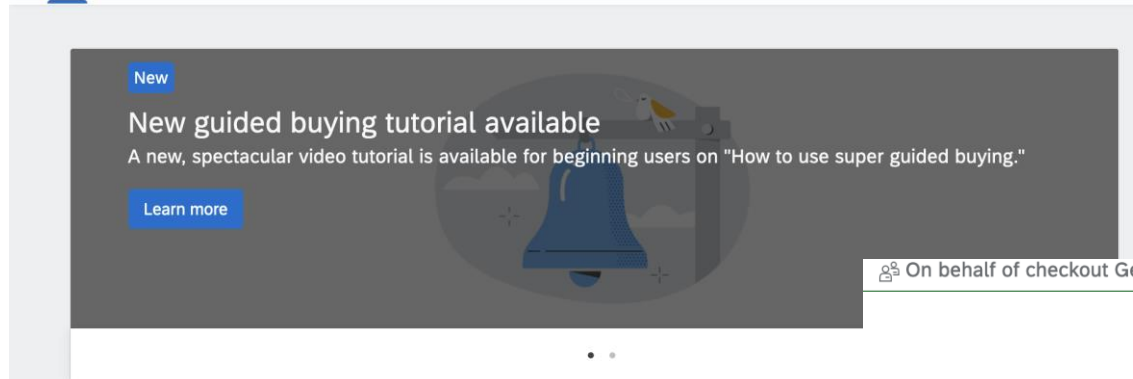 New
New guided buying tutorial available
A new, spectacular video tutorial is available for beginning users on "How to use super guided buying."
Learn more
On behalf of checkout